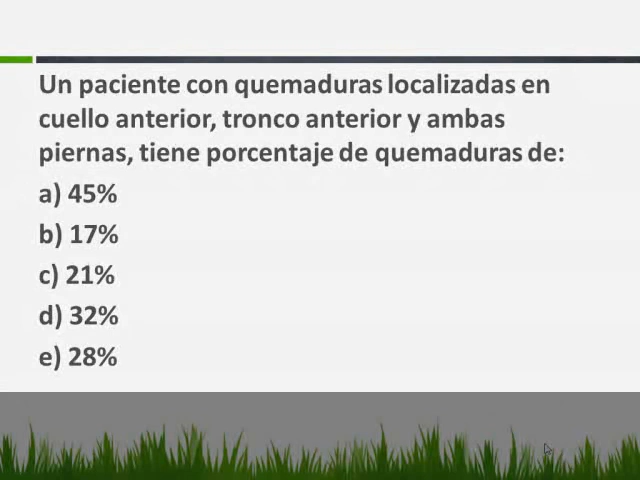 Un paciente con quemaduras localizadas en
cuello anterior, tronco anterior y ambas
piernas, tiene porcentaje de quemaduras de:
a) 45%
b) 17%
c) 21%
d) 32%
e) 28%